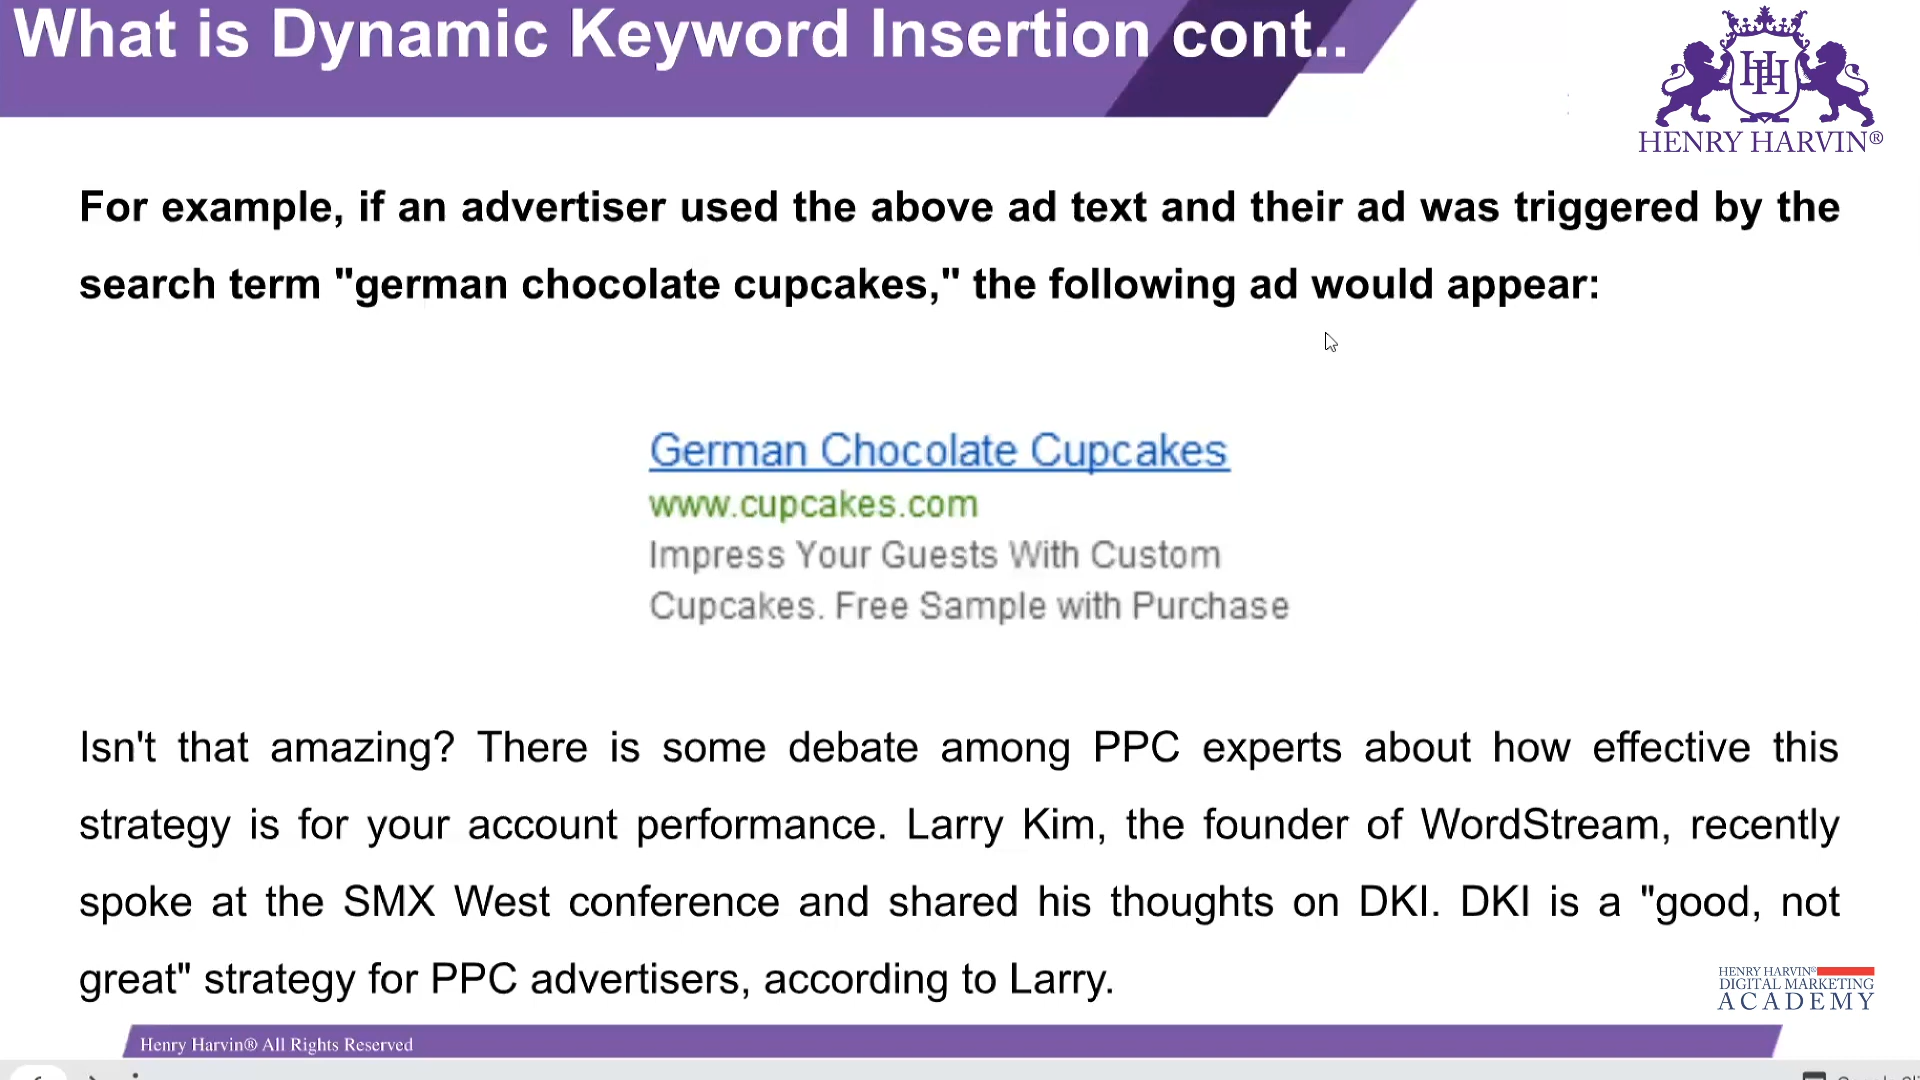 What is Dynamic Keyword Insertion cont..
HH
HENRY HARVIN®
For example, if an advertiser used the above ad text and their ad was triggered by the
search term "german chocolate cupcakes," the following ad would appear:
German Chocolate Cupcakes
www.cupcakes.com
Impress Your Guests With Custom
Cupcakes. Free Sample with Purchase
Isn't that amazing? There is some debate among PPC experts about how effective this
strategy is for your account performance. Larry Kim, the founder of WordStream, recently
spoke at the SMX West conference and shared his thoughts on DKI. DKI is a "good, not
great" strategy for PPC advertisers, according to Larry.
HENRY HARVIN®
DIGITAL MARKETING
ACADEMY
Henry Harvin® All Rights Reserved